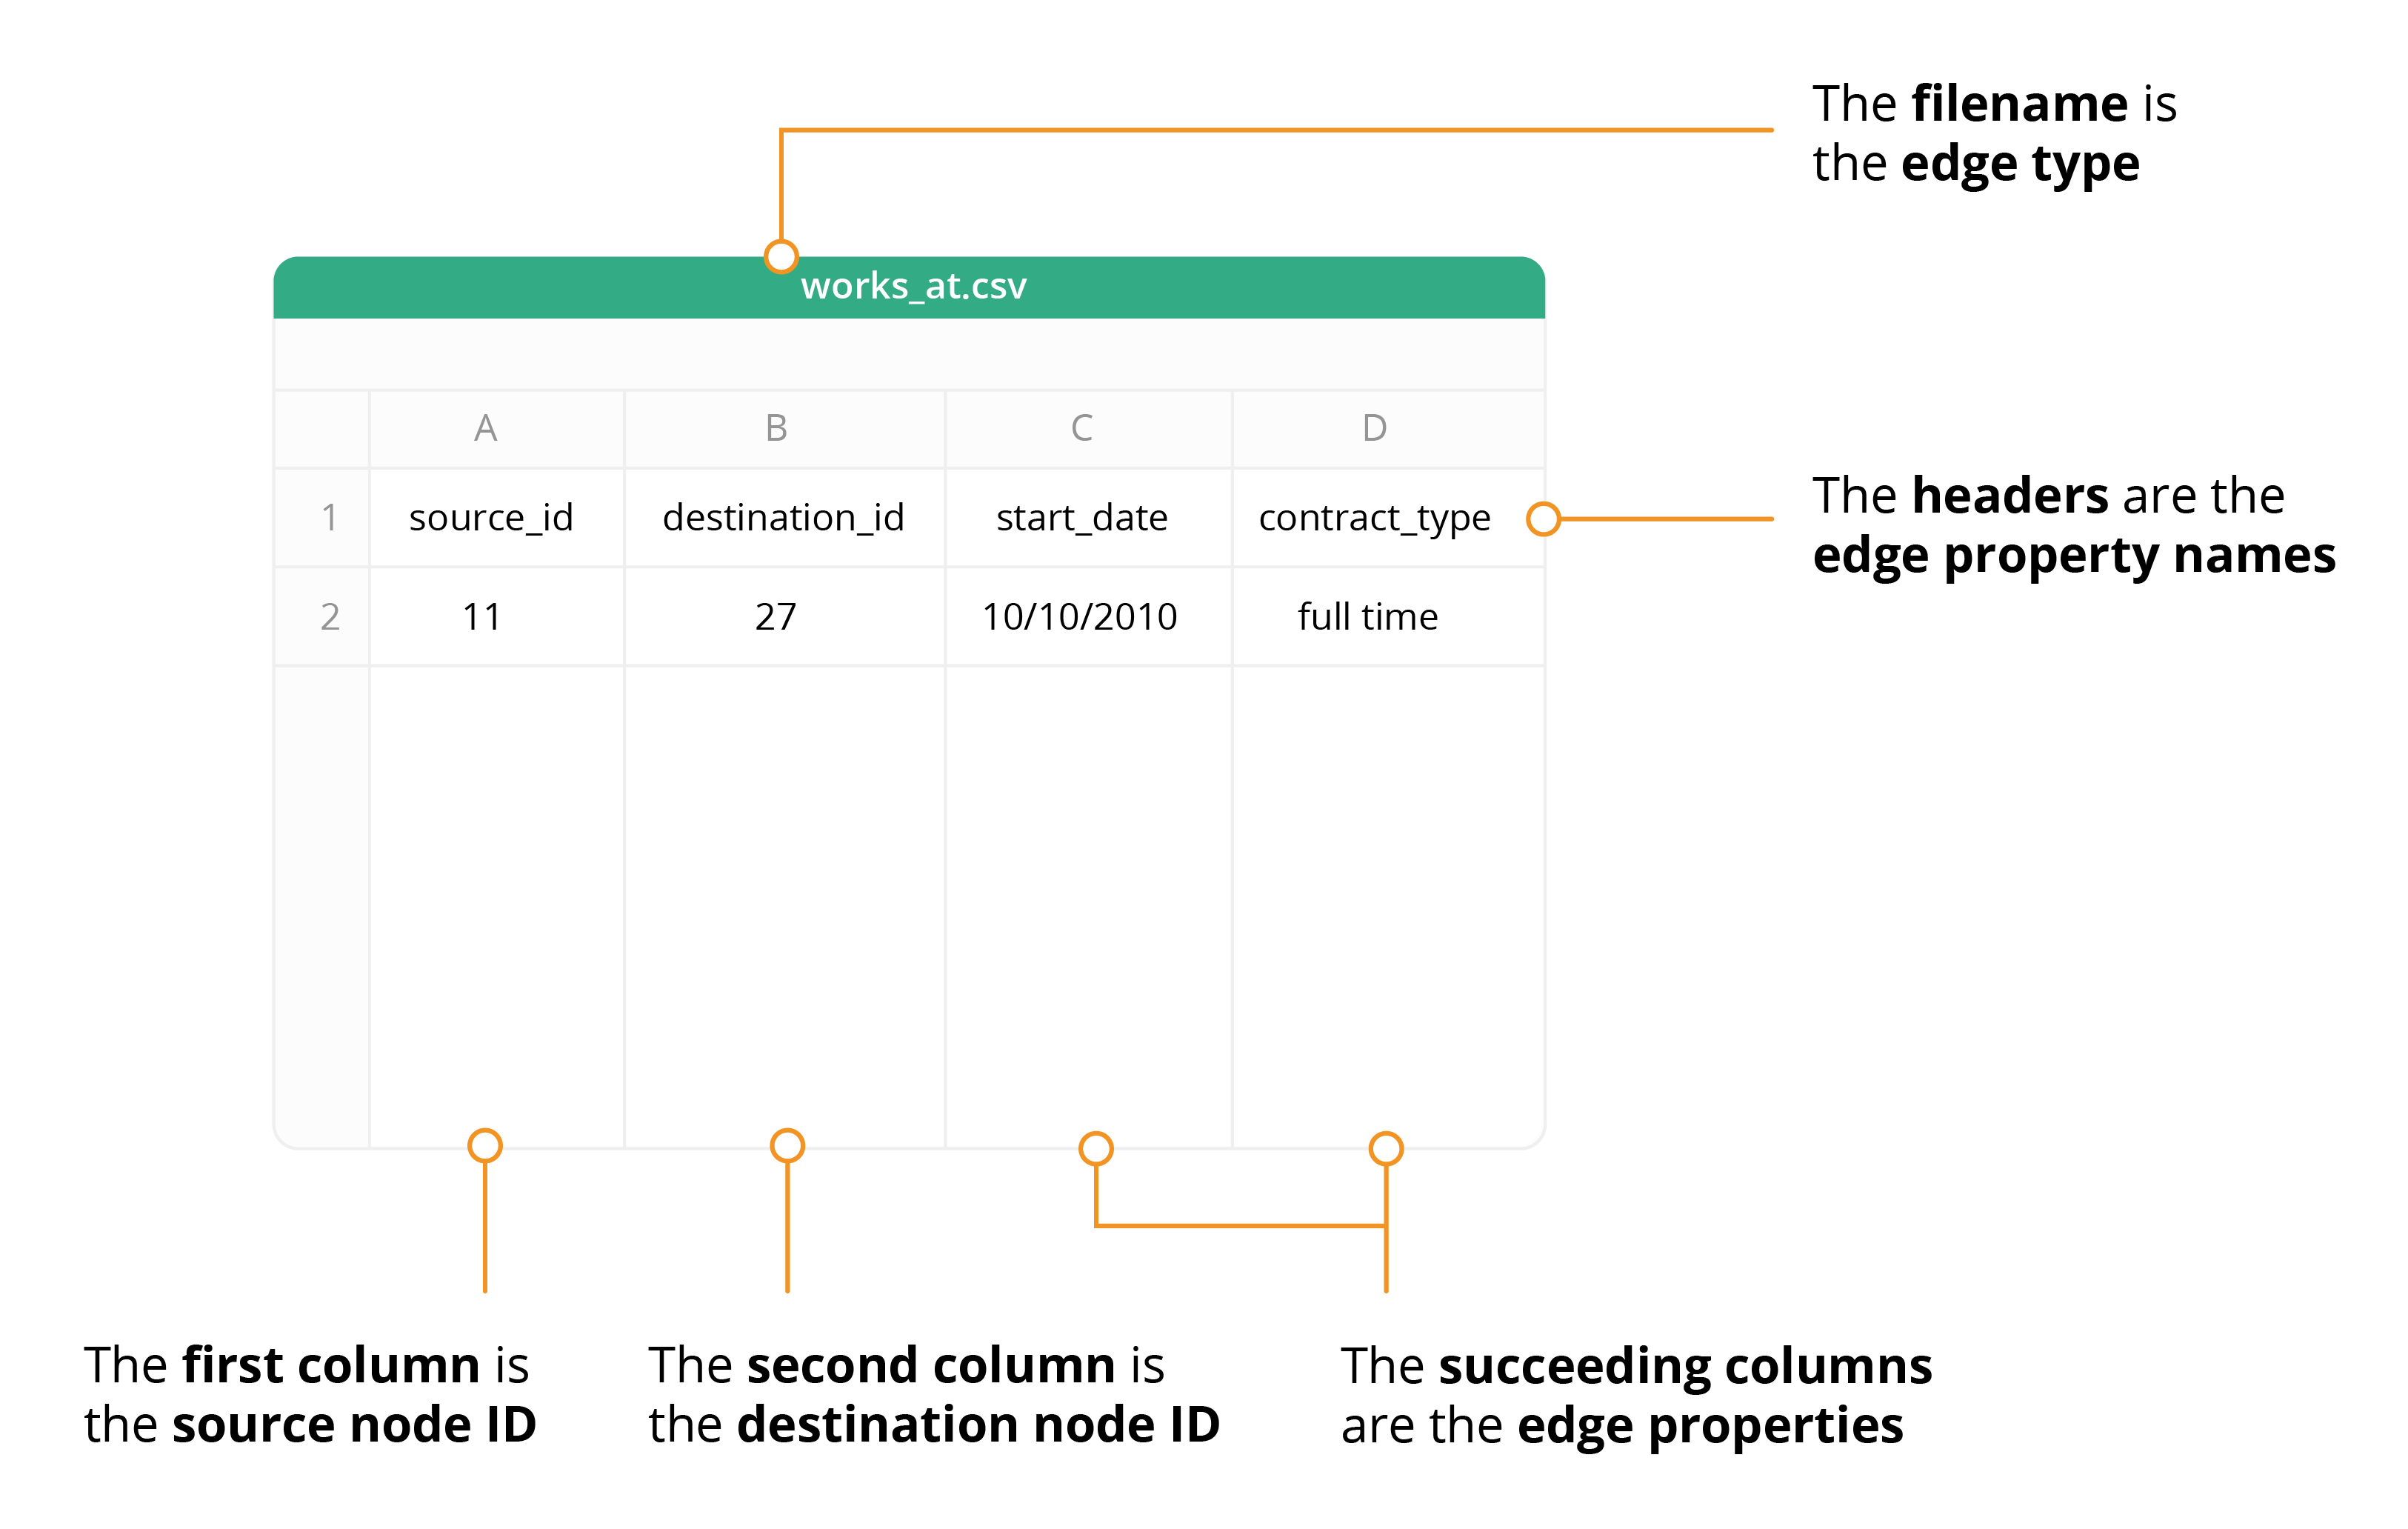 The filename is
the edge type
works_at.csv
A B C D
1 source_id destination_id start_date contract_type
The headers are the
edge property names
2 11 27 10/10/2010 full time
The first column is
the source node ID
The second column is
the destination node ID
The succeeding columns
are the edge properties